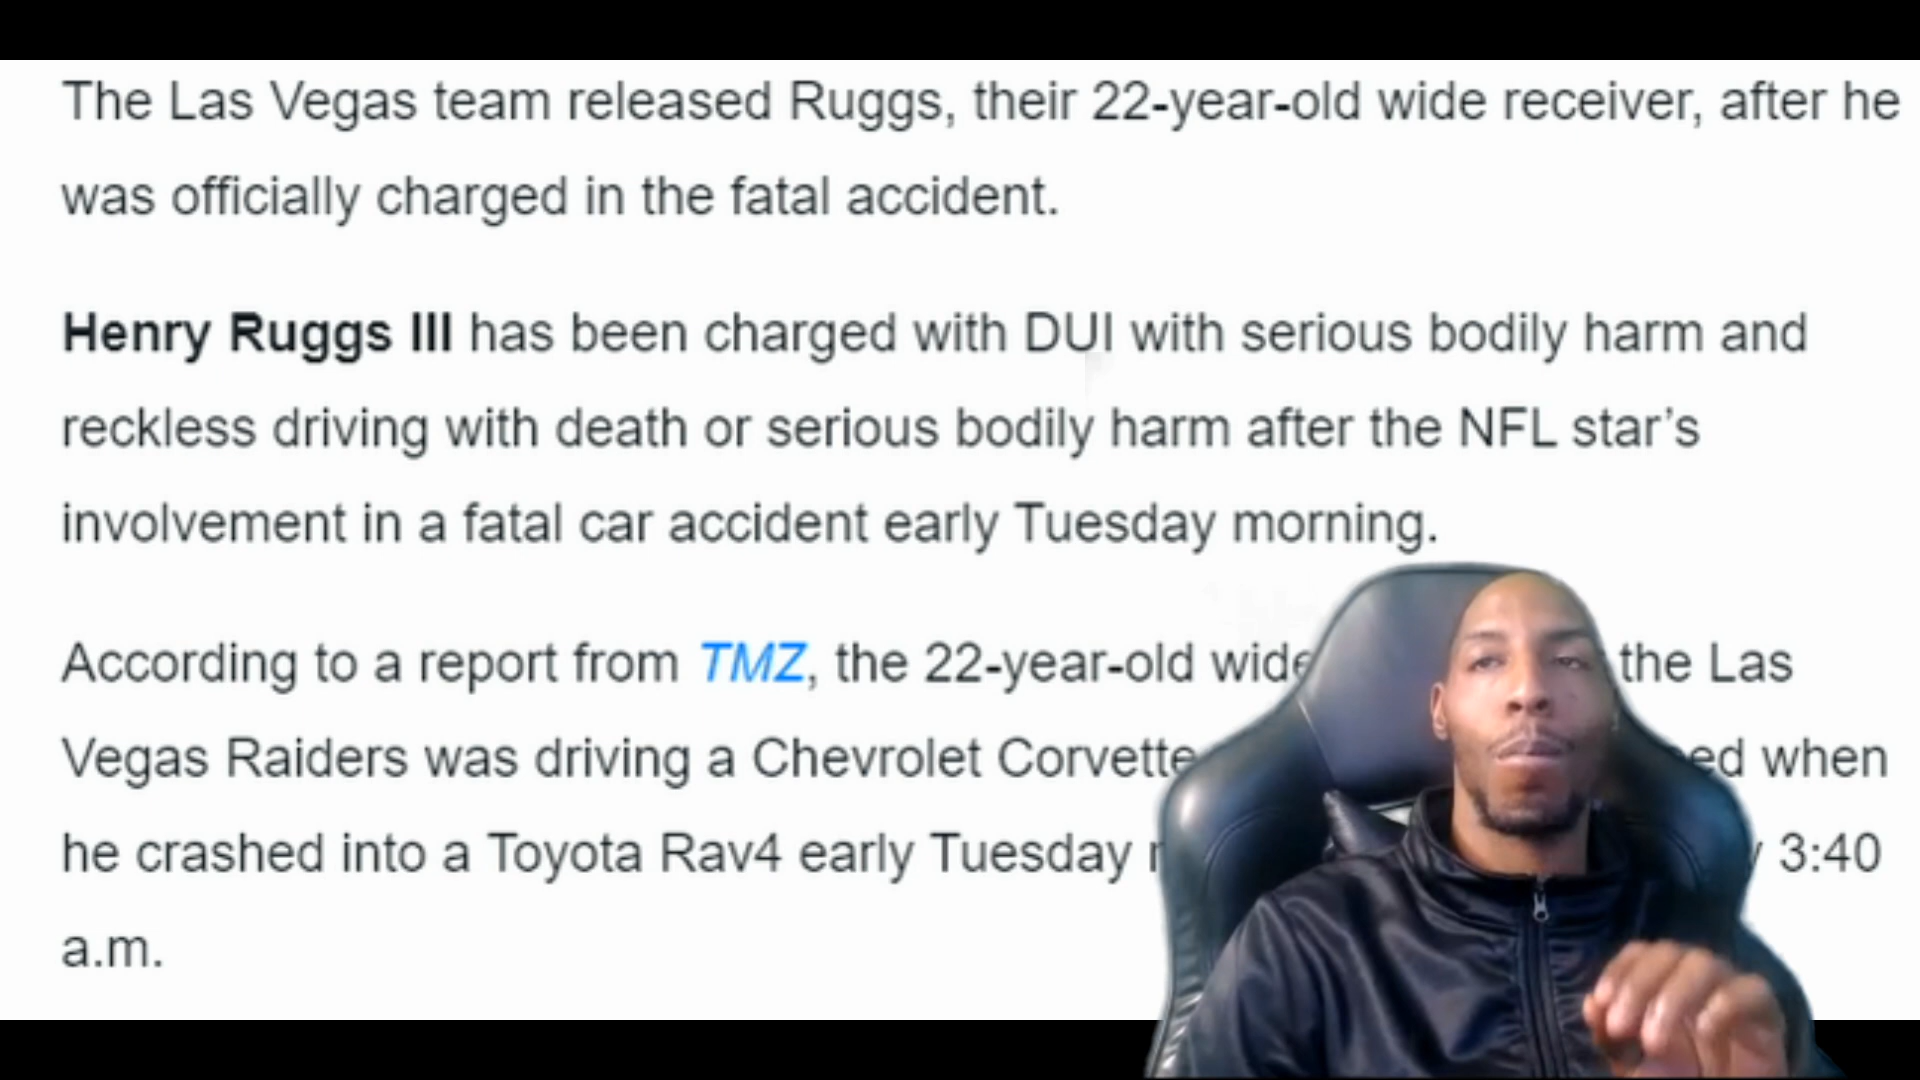 The Las Vegas team released Ruggs, their 22-year-old wide receiver, after he
was officially charged in the fatal accident.
Henry Ruggs III has been charged with DUI with serious bodily harm and
reckless driving with death or serious bodily harm after the NFL star’s
involvement in a fatal car accident early Tuesday morning.
According to a report from TMZ, the 22-year-old wide the Las
Vegas Raiders was driving a Chevrolet Corvette when
he crashed into a Toyota Rav4 early Tuesday 3:40
a.m.